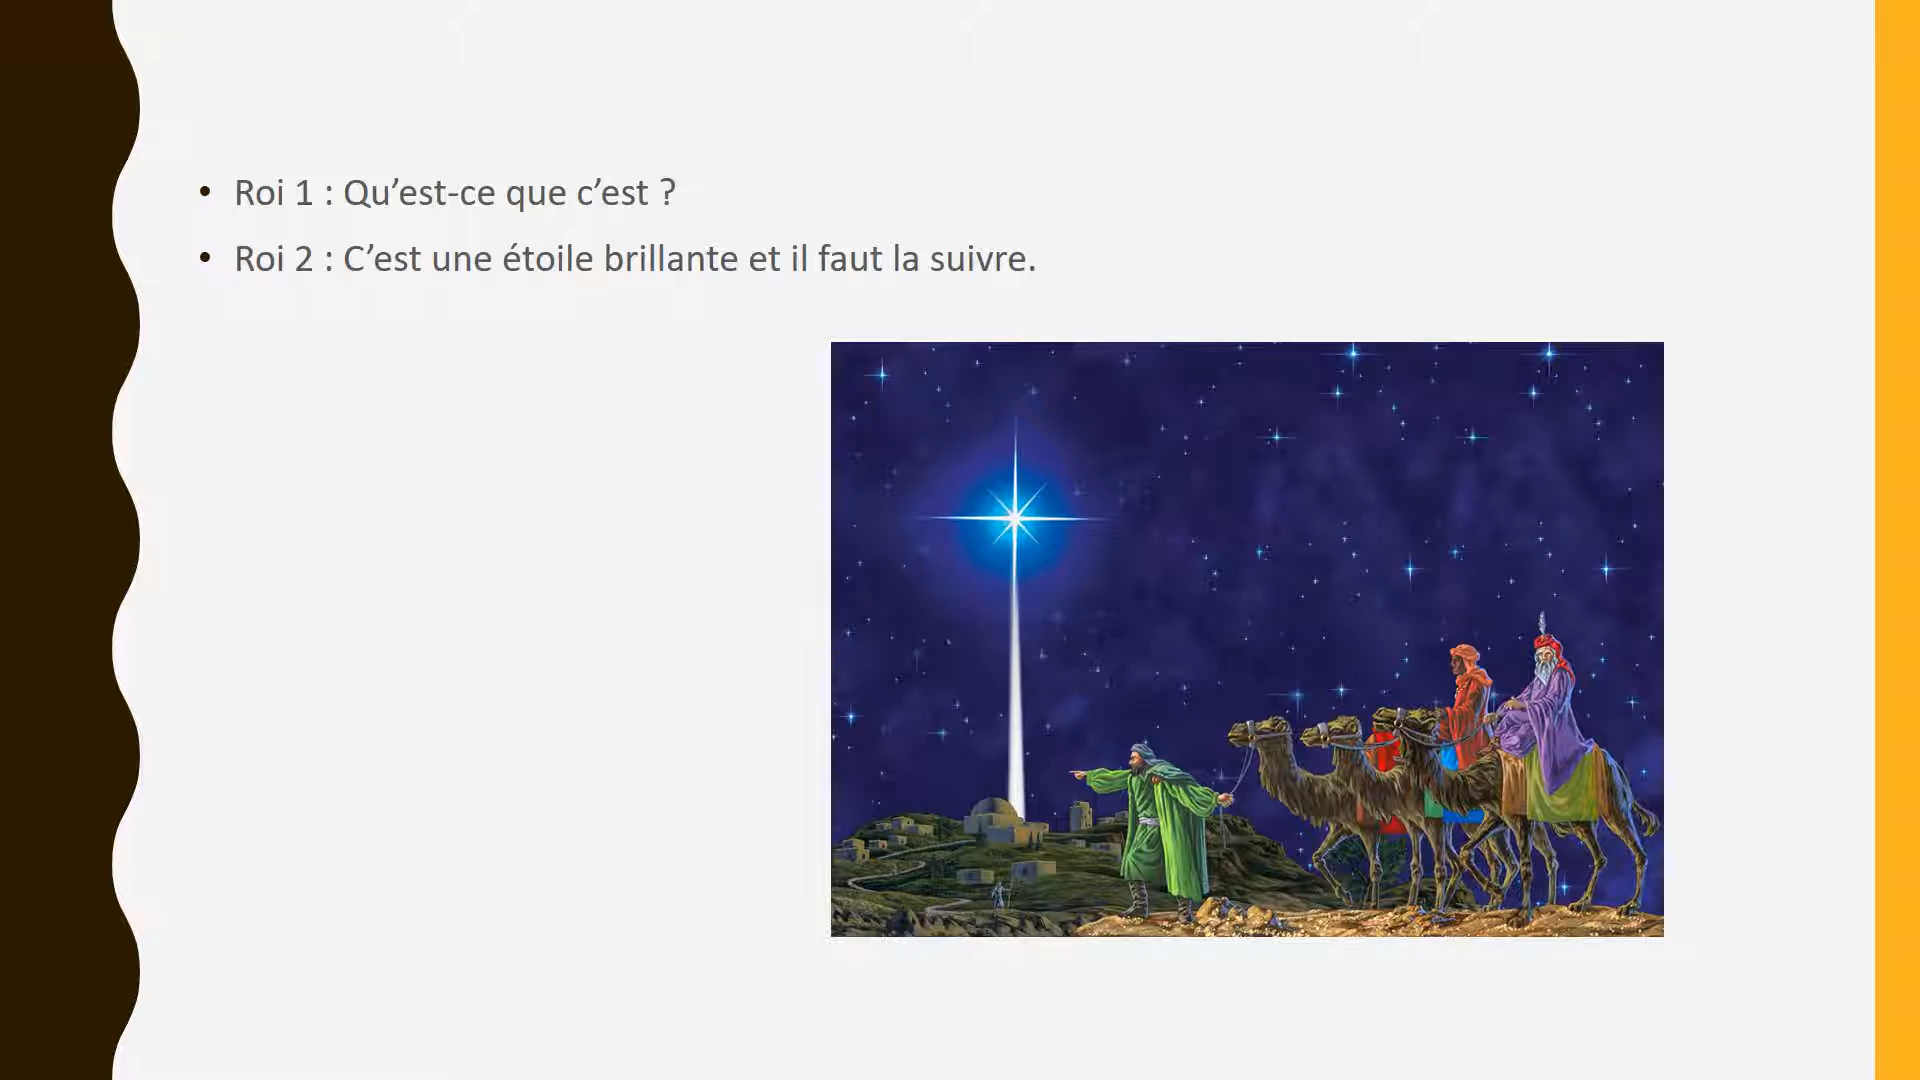 • Roi 1 : Qu’est-ce que c’est ?
• Roi 2 : C’est une étoile brillante et il faut la suivre.